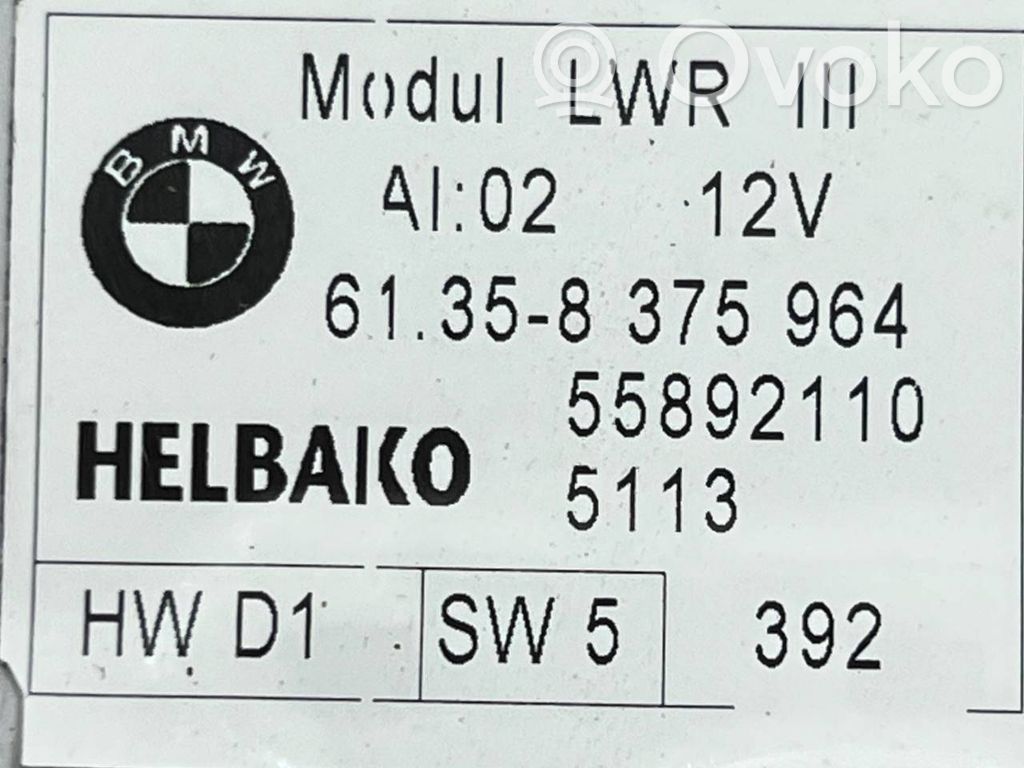 Ovoko
Modul LWR III
BMW
AI:02 12V
61.35-8 375 964
55892110
HELBAKO
5113
HW D1 SW 5 392